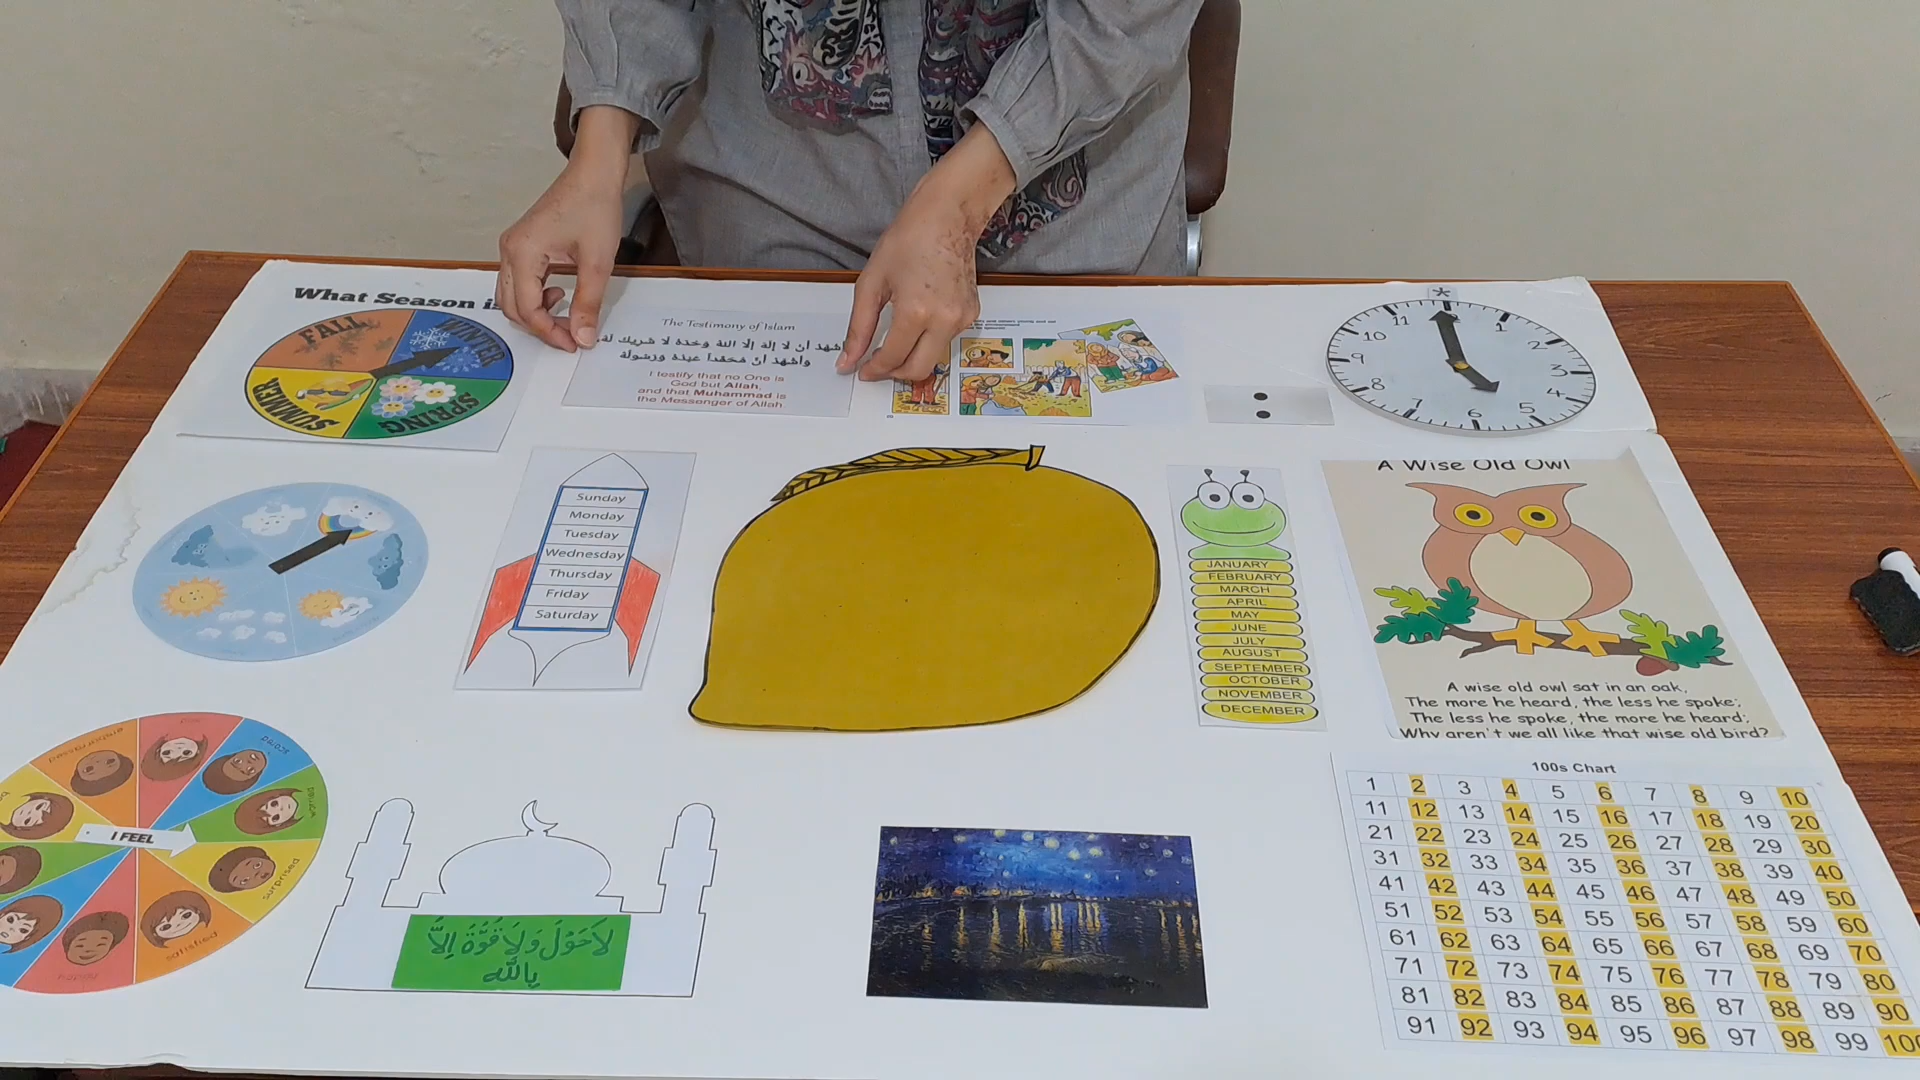 What Season is
FALL
WINTER
SUMMER
SPRING
The Testimony of Islam
اشهد أن لا إله إلا الله وحده لا شريك له
واشهد أن محمداً عبده ورسوله
I testify that no One is
God but Allah,
and that Muhammad is
the Messenger of Allah
*
11
1
10
2
9
3
8
4
7
6
5
Sunday
Monday
Tuesday
Wednesday
Thursday
Friday
Saturday
JANUARY
FEBRUARY
MARCH
APRIL
MAY
JUNE
JULY
AUGUST
SEPTEMBER
OCTOBER
NOVEMBER
DECEMBER
A Wise Old Owl
A wise old owl sat in an oak,
The more he heard, the less he spoke;
The less he spoke, the more he heard;
Why aren't we all like that wise old bird?
embarrassed
scared
worried
I FEEL
surprised
satisfied
لَاحَوْلَ وَلَا قُوَّةَ اِلَّا
بِاللّٰه
100s Chart
1 2 3 4 5 6 7 8 9 10
11 12 13 14 15 16 17 18 19 20
21 22 23 24 25 26 27 28 29 30
31 32 33 34 35 36 37 38 39 40
41 42 43 44 45 46 47 48 49 50
51 52 53 54 55 56 57 58 59 60
61 62 63 64 65 66 67 68 69 70
71 72 73 74 75 76 77 78 79 80
81 82 83 84 85 86 87 88 89 90
91 92 93 94 95 96 97 98 99 100